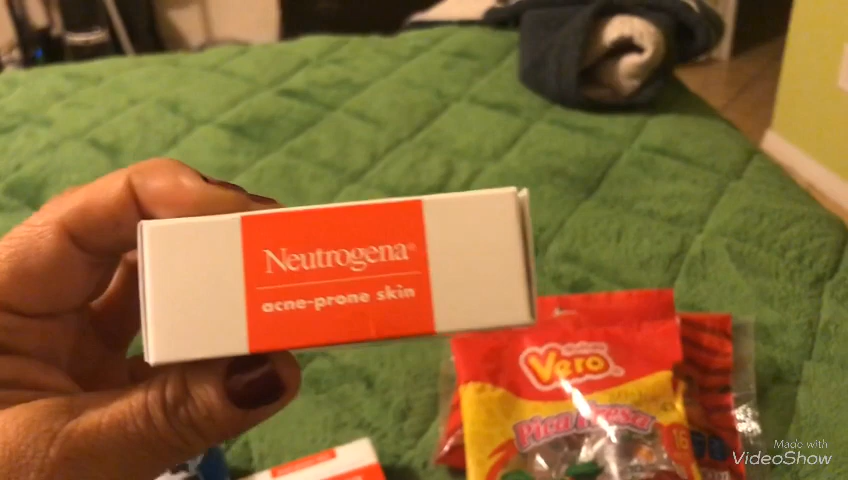 Neutrogena®
acne-prone skin
Vero
Pica Fresa
Made with
VideoShow